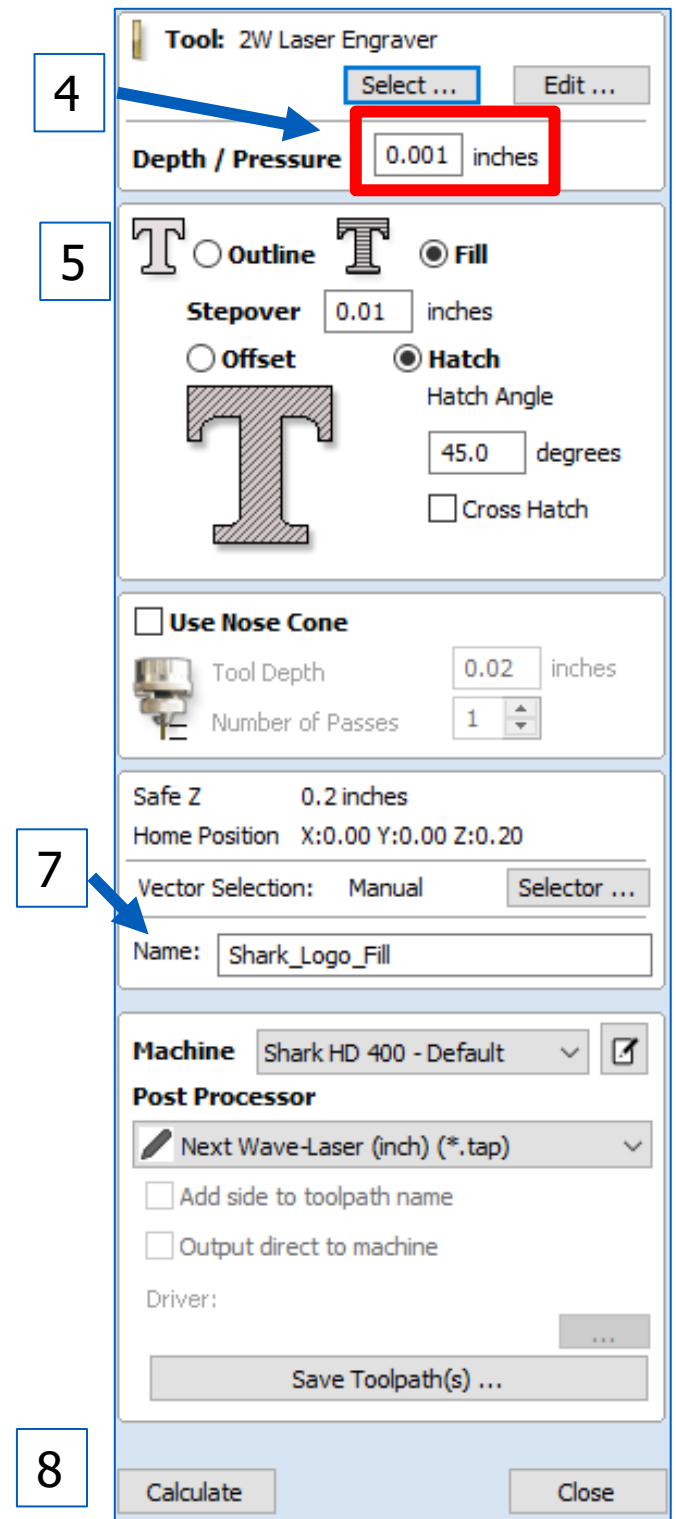 Tool: 2W Laser Engraver
4
Select ...
Edit ...
Depth / Pressure 0.001 inches
5
T Outline T Fill
Stepover 0.01 inches
Offset Hatch
Hatch Angle
T
45.0 degrees
Cross Hatch
Use Nose Cone
Tool Depth 0.02 inches
Number of Passes 1
Safe Z 0.2 inches
Home Position X:0.00 Y:0.00 Z:0.20
7
Vector Selection: Manual Selector ...
Name: Shark_Logo_Fill
Machine Shark HD 400 - Default
Post Processor
Next Wave-Laser (inch) (*.tap)
Add side to toolpath name
Output direct to machine
Driver:
...
Save Toolpath(s) ...
8
Calculate Close